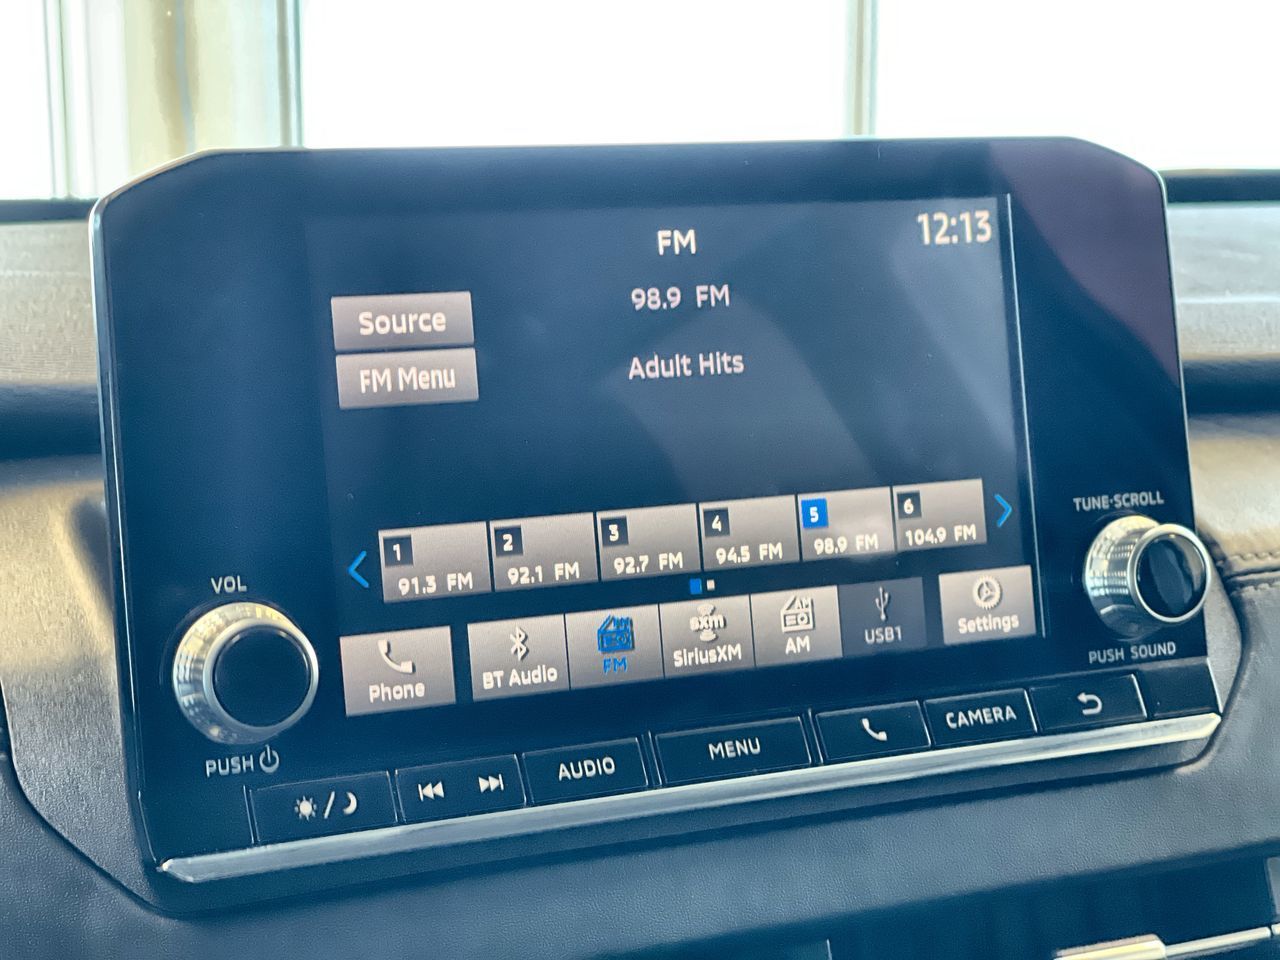 12:13
FM
98.9 FM
Source
Adult Hits
FM Menu
1 2 3 4 5 6
91.3 FM 92.1 FM 92.7 FM 94.5 FM 98.9 FM 104.9 FM
TUNE·SCROLL
VOL
sxm AM
Phone BT Audio FM SiriusXM AM USB1 Settings
PUSH SOUND
PUSH
AUDIO MENU CAMERA